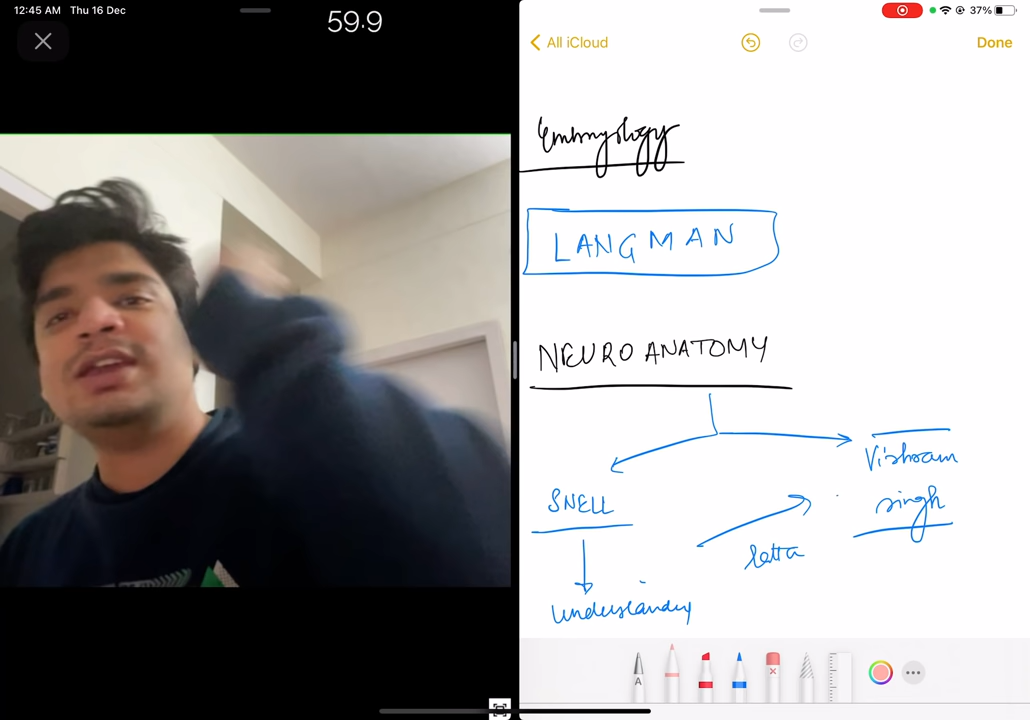 12:45 AM Thu 16 Dec
59.9
37%
All iCloud
Done
Embryology
LANGMAN
NEURO ANATOMY
Vishram
singh
SNELL
understanding
A